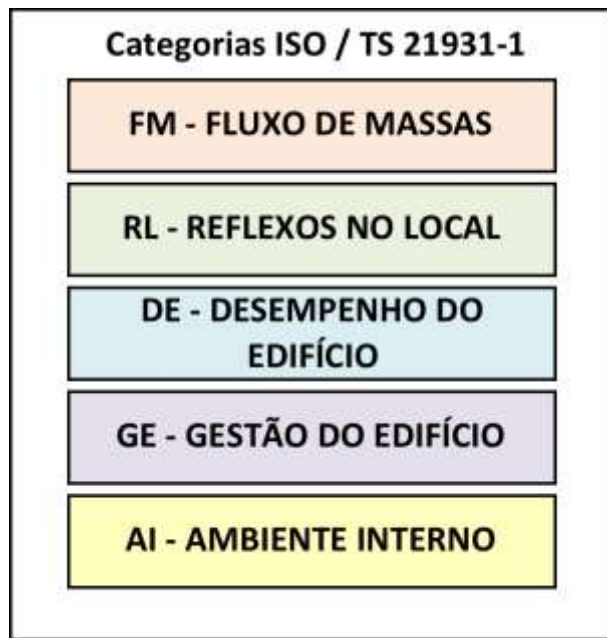 Categorias ISO / TS 21931-1
FM - FLUXO DE MASSAS
RL - REFLEXOS NO LOCAL
DE - DESEMPENHO DO
EDIFÍCIO
GE - GESTÃO DO EDIFÍCIO
AI - AMBIENTE INTERNO